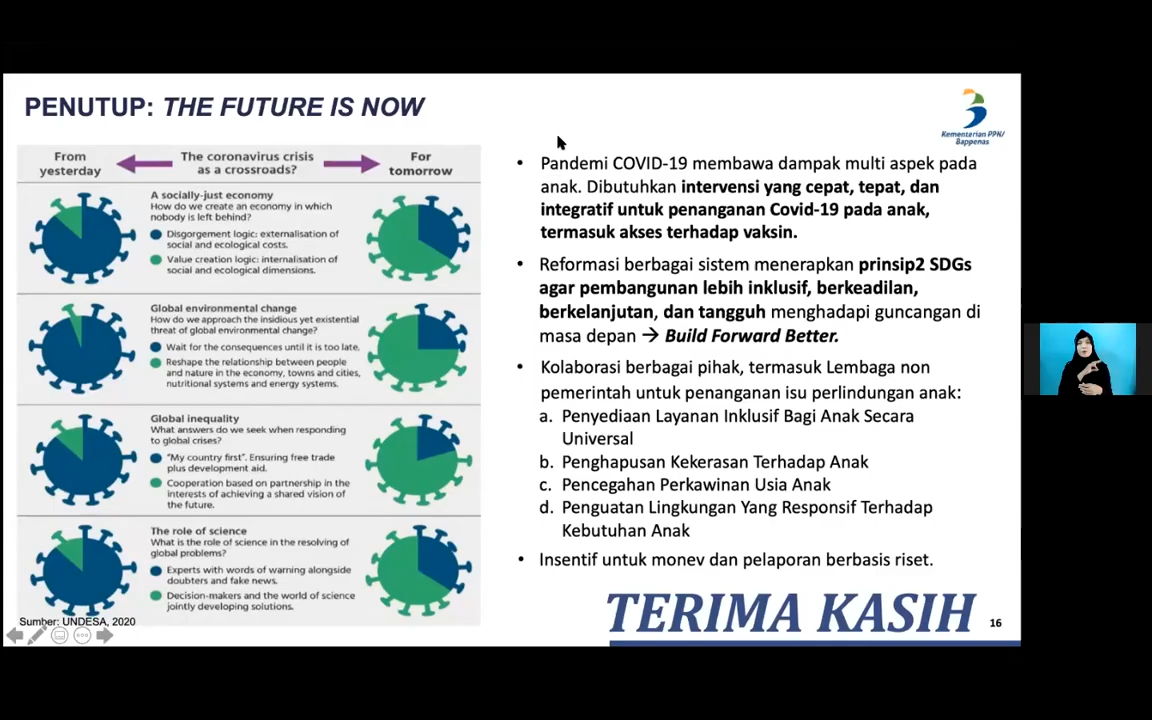 PENUTUP: THE FUTURE IS NOW
Kementerian PPN/
Bappenas
From
yesterday
The coronavirus crisis
as a crossroads?
For
tomorrow
A socially-just economy
How do we create an economy in which
nobody is left behind?
Disgorgement logic: externalisation of
social and ecological costs.
Value creation logic: internalisation of
social and ecological dimensions.
Global environmental change
How do we approach the insidious yet existential
threat of global environmental change?
Wait for the consequences until it is too late.
Reshape the relationship between people
and nature in the economy, towns and cities,
nutritional systems and energy systems.
Global inequality
What answers do we seek when responding
to global crises?
"My country first". Ensuring free trade
plus development aid.
Cooperation based on partnership in the
interests of achieving a shared vision of
the future.
The role of science
What is the role of science in the resolving of
global problems?
Experts with words of warning alongside
doubters and fake news.
Decision-makers and the world of science
jointly developing solutions.
Sumber: UNDESA, 2020
• Pandemi COVID-19 membawa dampak multi aspek pada
anak. Dibutuhkan intervensi yang cepat, tepat, dan
integratif untuk penanganan Covid-19 pada anak,
termasuk akses terhadap vaksin.
• Reformasi berbagai sistem menerapkan prinsip2 SDGs
agar pembangunan lebih inklusif, berkeadilan,
berkelanjutan, dan tangguh menghadapi guncangan di
masa depan → Build Forward Better.
• Kolaborasi berbagai pihak, termasuk Lembaga non
pemerintah untuk penanganan isu perlindungan anak:
a. Penyediaan Layanan Inklusif Bagi Anak Secara
Universal
b. Penghapusan Kekerasan Terhadap Anak
c. Pencegahan Perkawinan Usia Anak
d. Penguatan Lingkungan Yang Responsif Terhadap
Kebutuhan Anak
• Insentif untuk monev dan pelaporan berbasis riset.
TERIMA KASIH
16